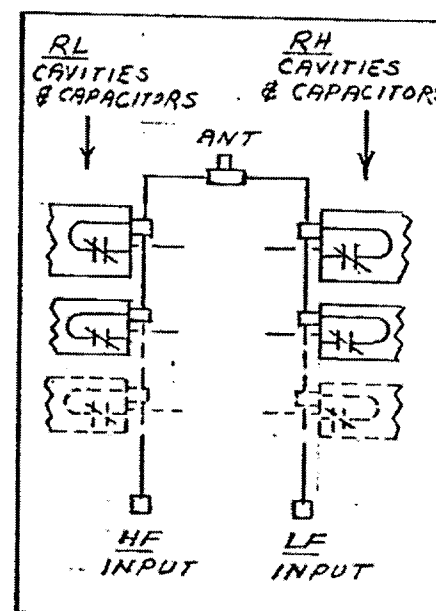 RL
CAVITIES
& CAPACITORS
RH
CAVITIES
& CAPACITORS
ANT
HF
INPUT
LF
INPUT